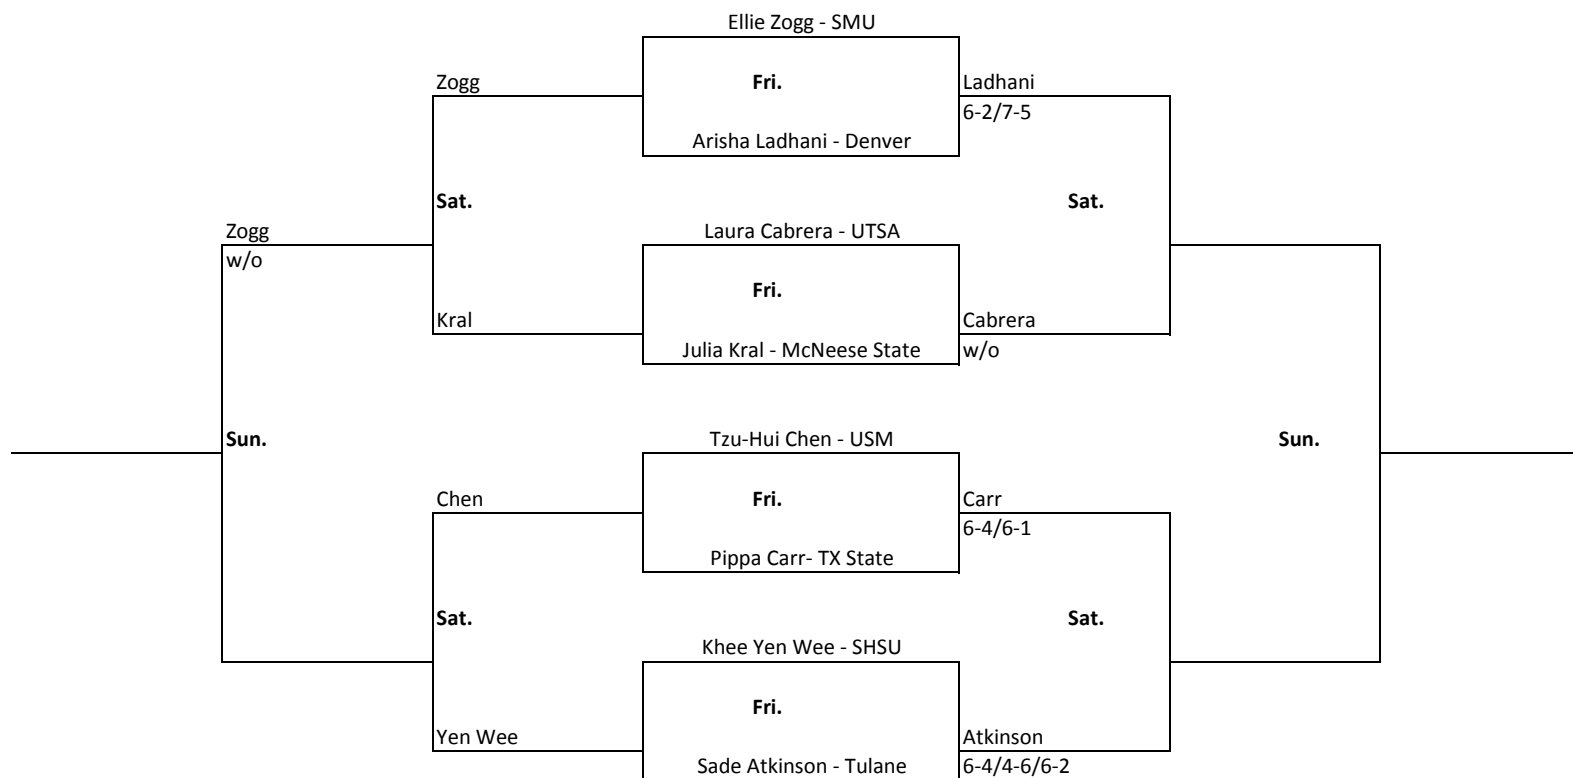 Ellie Zogg - SMU
Zogg
Fri.
Ladhani
6-2/7-5
Arisha Ladhani - Denver
Sat.
Sat.
Zogg
Laura Cabrera - UTSA
w/o
Fri.
Kral
Cabrera
Julia Kral - McNeese State
w/o
Sun.
Tzu-Hui Chen - USM
Sun.
Chen
Fri.
Carr
6-4/6-1
Pippa Carr- TX State
Sat.
Sat.
Khee Yen Wee - SHSU
Fri.
Yen Wee
Atkinson
Sade Atkinson - Tulane
6-4/4-6/6-2